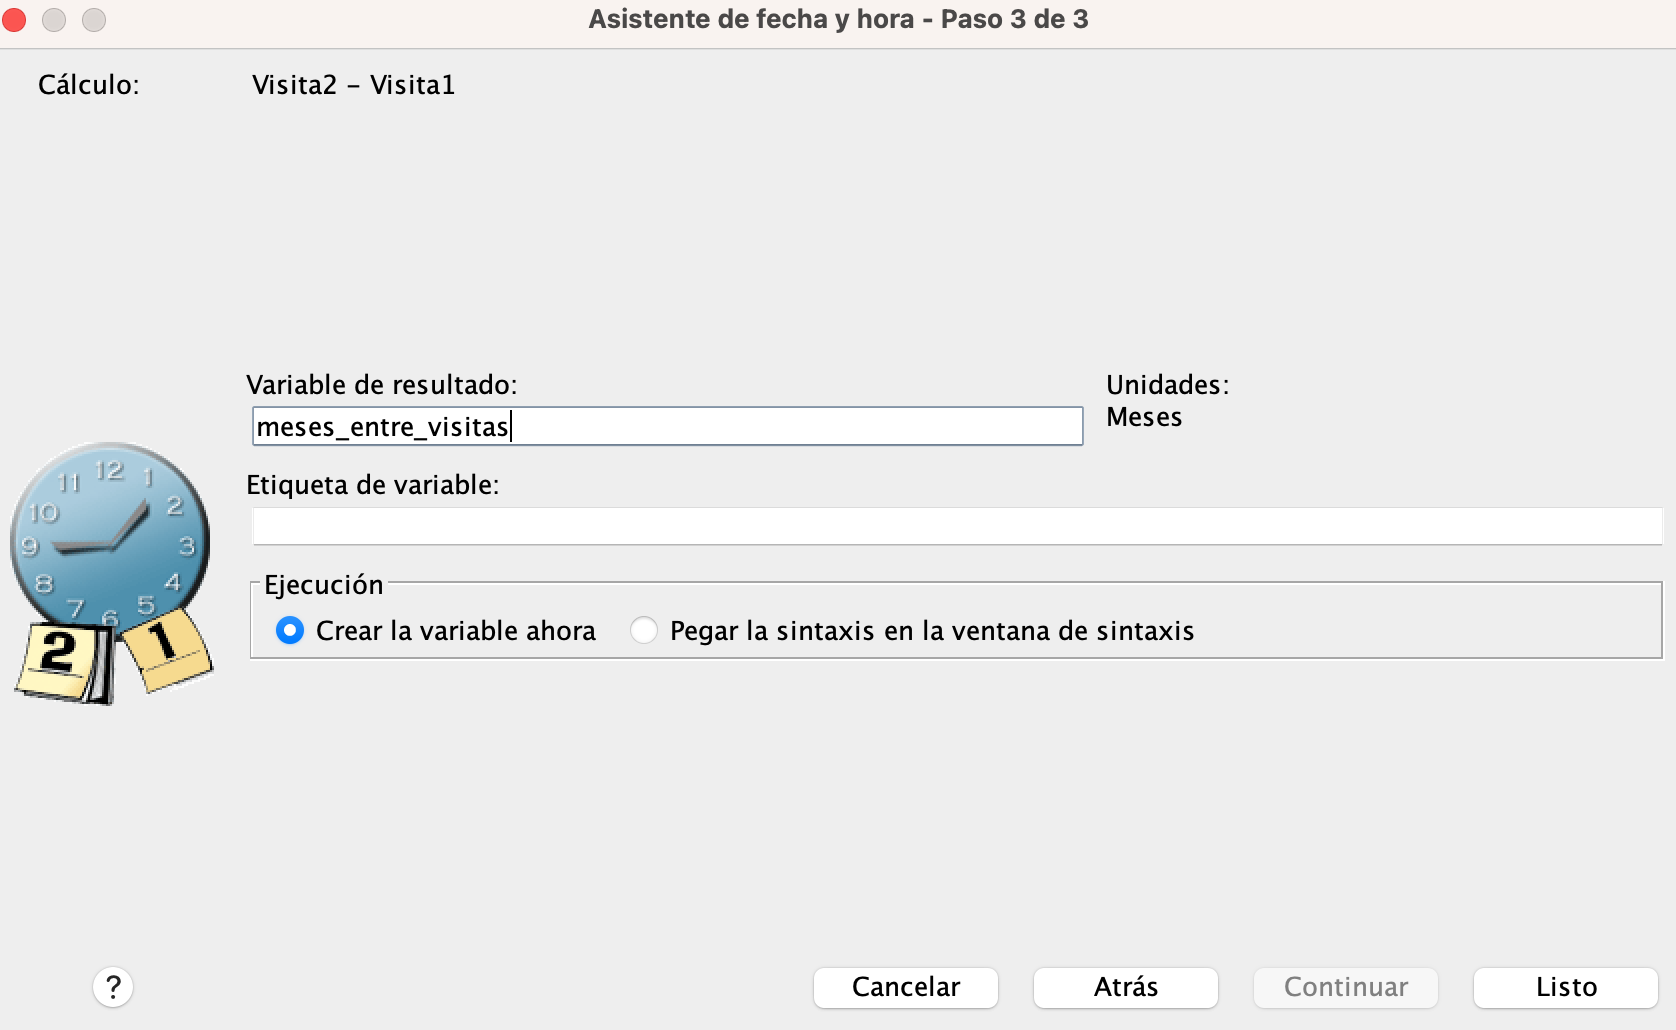 Asistente de fecha y hora - Paso 3 de 3
Cálculo: Visita2 - Visita1
Variable de resultado: Unidades:
meses_entre_visitas Meses
Etiqueta de variable:
12
11 1
10 2
9 3
8 4
7 6 5
2 1
Ejecución
Crear la variable ahora Pegar la sintaxis en la ventana de sintaxis
? Cancelar Atrás Continuar Listo